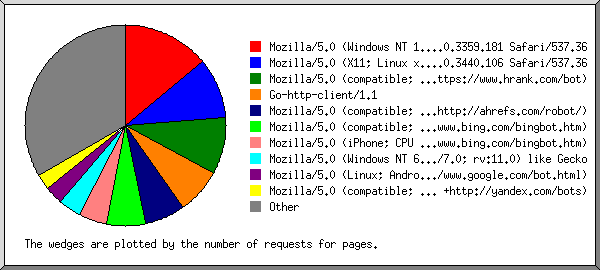 Mozilla/5.0 (Windows NT 1....0.3359.181 Safari/537.36
Mozilla/5.0 (X11; Linux x....0.3440.106 Safari/537.36
Mozilla/5.0 (compatible; ...ttps://www.hrank.com/bot)
Go-http-client/1.1
Mozilla/5.0 (compatible; ...http://ahrefs.com/robot/)
Mozilla/5.0 (compatible; ...www.bing.com/bingbot.htm)
Mozilla/5.0 (iPhone; CPU ...www.bing.com/bingbot.htm)
Mozilla/5.0 (Windows NT 6.../7.0; rv:11.0) like Gecko
Mozilla/5.0 (Linux; Andro.../www.google.com/bot.html)
Mozilla/5.0 (compatible; ... +http://yandex.com/bots)
Other
The wedges are plotted by the number of requests for pages.